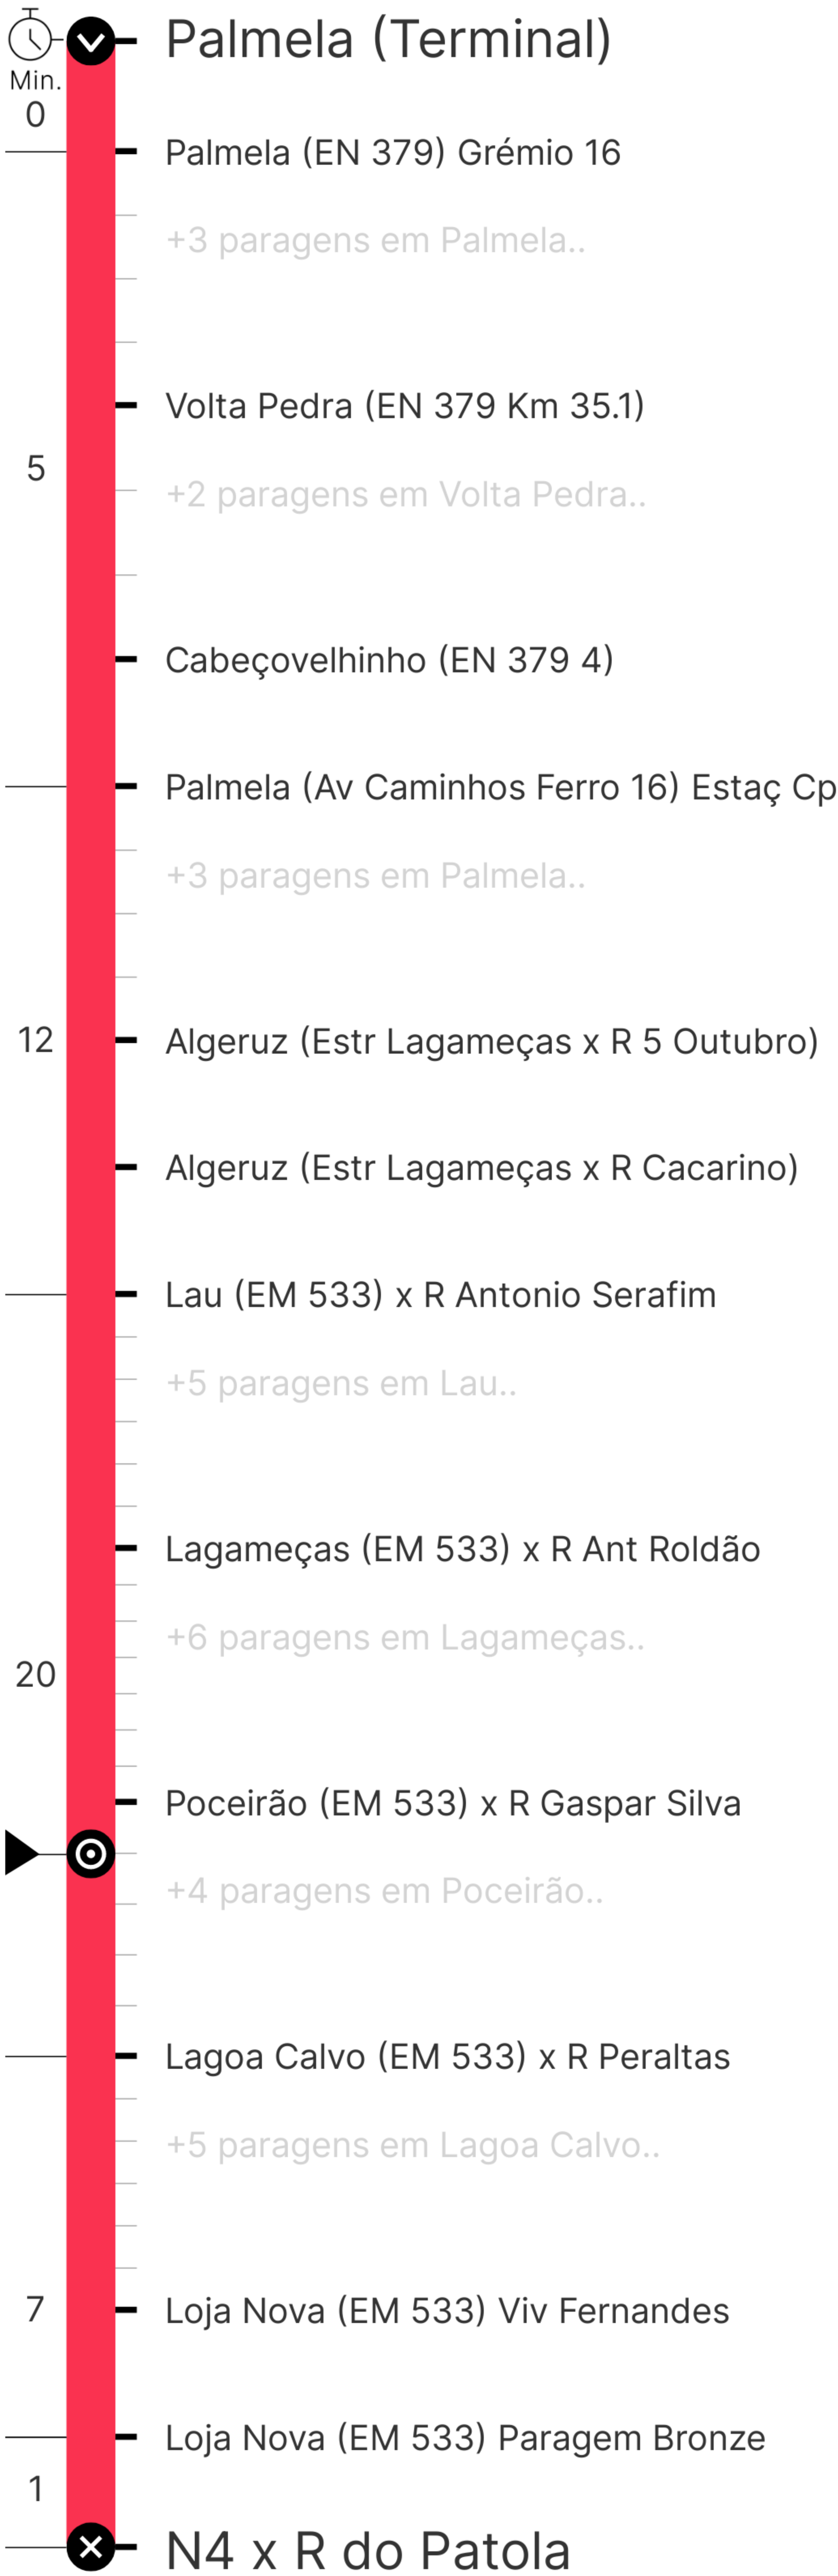 Palmela (Terminal)
Min.
0
Palmela (EN 379) Grémio 16
+3 paragens em Palmela..
Volta Pedra (EN 379 Km 35.1)
5
+2 paragens em Volta Pedra..
Cabeçovelhinho (EN 379 4)
Palmela (Av Caminhos Ferro 16) Estaç Cp
+3 paragens em Palmela..
12
Algeruz (Estr Lagameças x R 5 Outubro)
Algeruz (Estr Lagameças x R Cacarino)
Lau (EM 533) x R Antonio Serafim
+5 paragens em Lau..
Lagameças (EM 533) x R Ant Roldão
+6 paragens em Lagameças..
20
Poceirão (EM 533) x R Gaspar Silva
+4 paragens em Poceirão..
Lagoa Calvo (EM 533) x R Peraltas
+5 paragens em Lagoa Calvo..
7
Loja Nova (EM 533) Viv Fernandes
Loja Nova (EM 533) Paragem Bronze
1
N4 x R do Patola